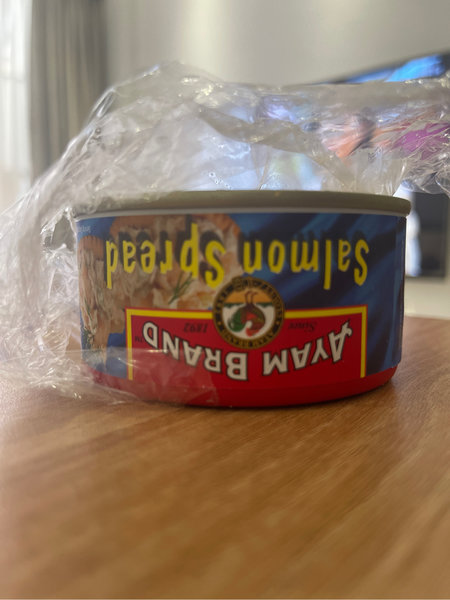 Salmon Spread
Since 1892
AYAM BRAND